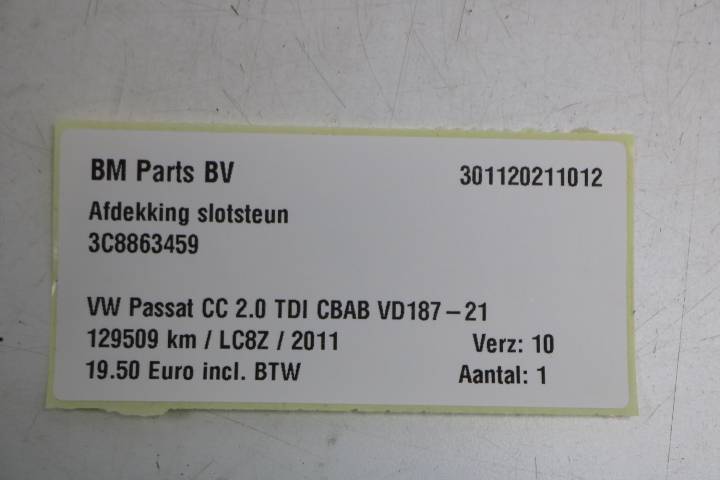 BM Parts BV 301120211012
Afdekking slotsteun
3C8863459
VW Passat CC 2.0 TDI CBAB VD187-21
129509 km / LC8Z / 2011 Verz: 10
19.50 Euro incl. BTW Aantal: 1